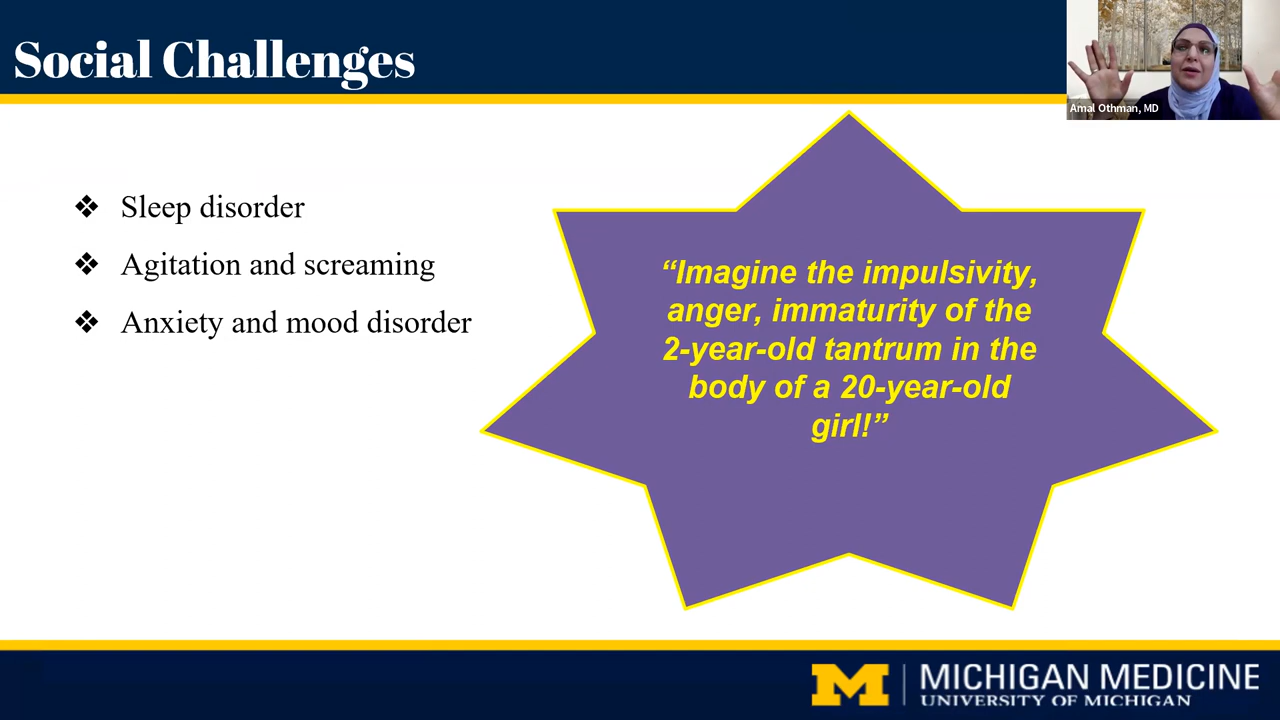 Social Challenges
Amal Othman, MD
❖ Sleep disorder
❖ Agitation and screaming
❖ Anxiety and mood disorder
“Imagine the impulsivity,
anger, immaturity of the
2-year-old tantrum in the
body of a 20-year-old
girl!”
M
MICHIGAN MEDICINE
UNIVERSITY OF MICHIGAN